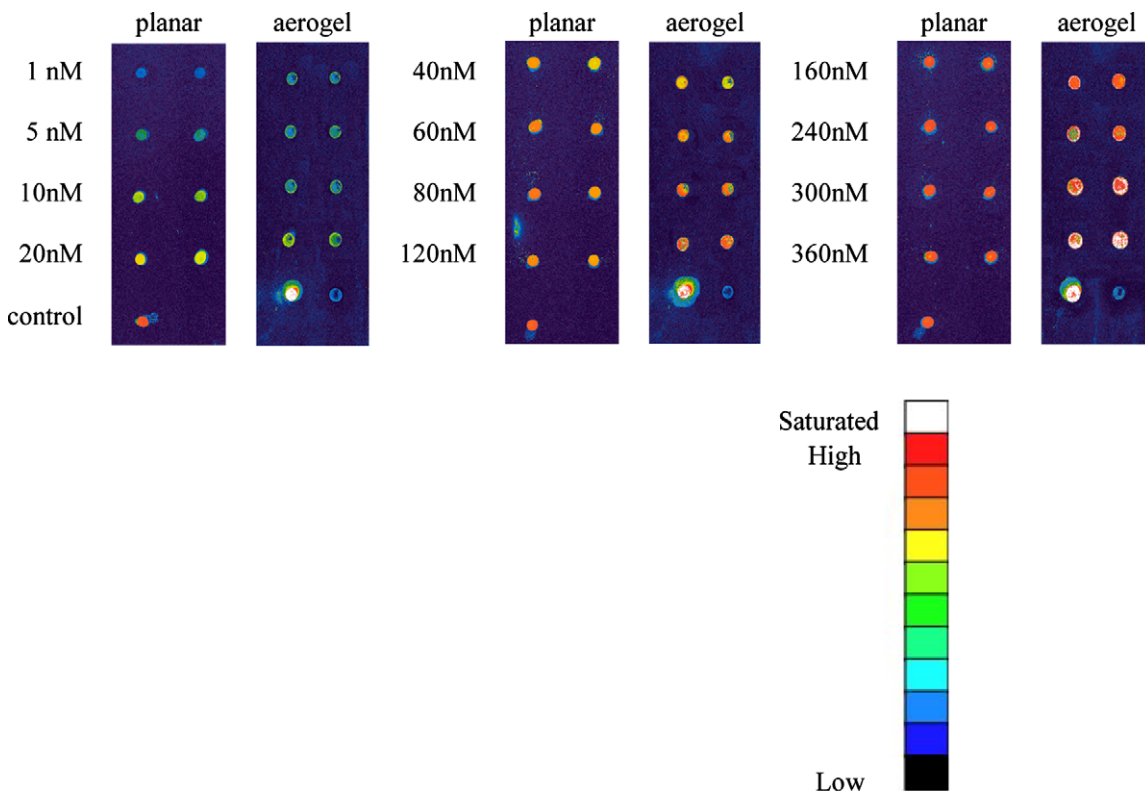 planar aerogel planar aerogel planar aerogel
1 nM 40nM 160nM
5 nM 60nM 240nM
10nM 80nM 300nM
20nM 120nM 360nM
control
Saturated
High
Low